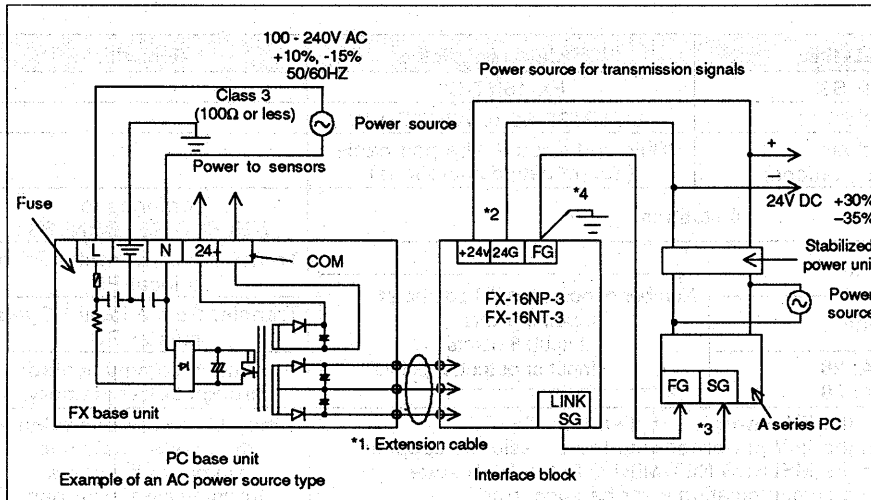 100 - 240V AC
+10%, -15%
50/60HZ
Class 3
(100Ω or less)
Power source
Power to sensors
Fuse
L
N
24+
COM
FX base unit
PC base unit
Example of an AC power source type
*1. Extension cable
Power source for transmission signals
*2
*4
+24v
24G
FG
FX-16NP-3
FX-16NT-3
LINK
SG
Interface block
+
−
24V DC
+30%
−35%
Stabilized
power unit
Power
source
FG
SG
*3
A series PC